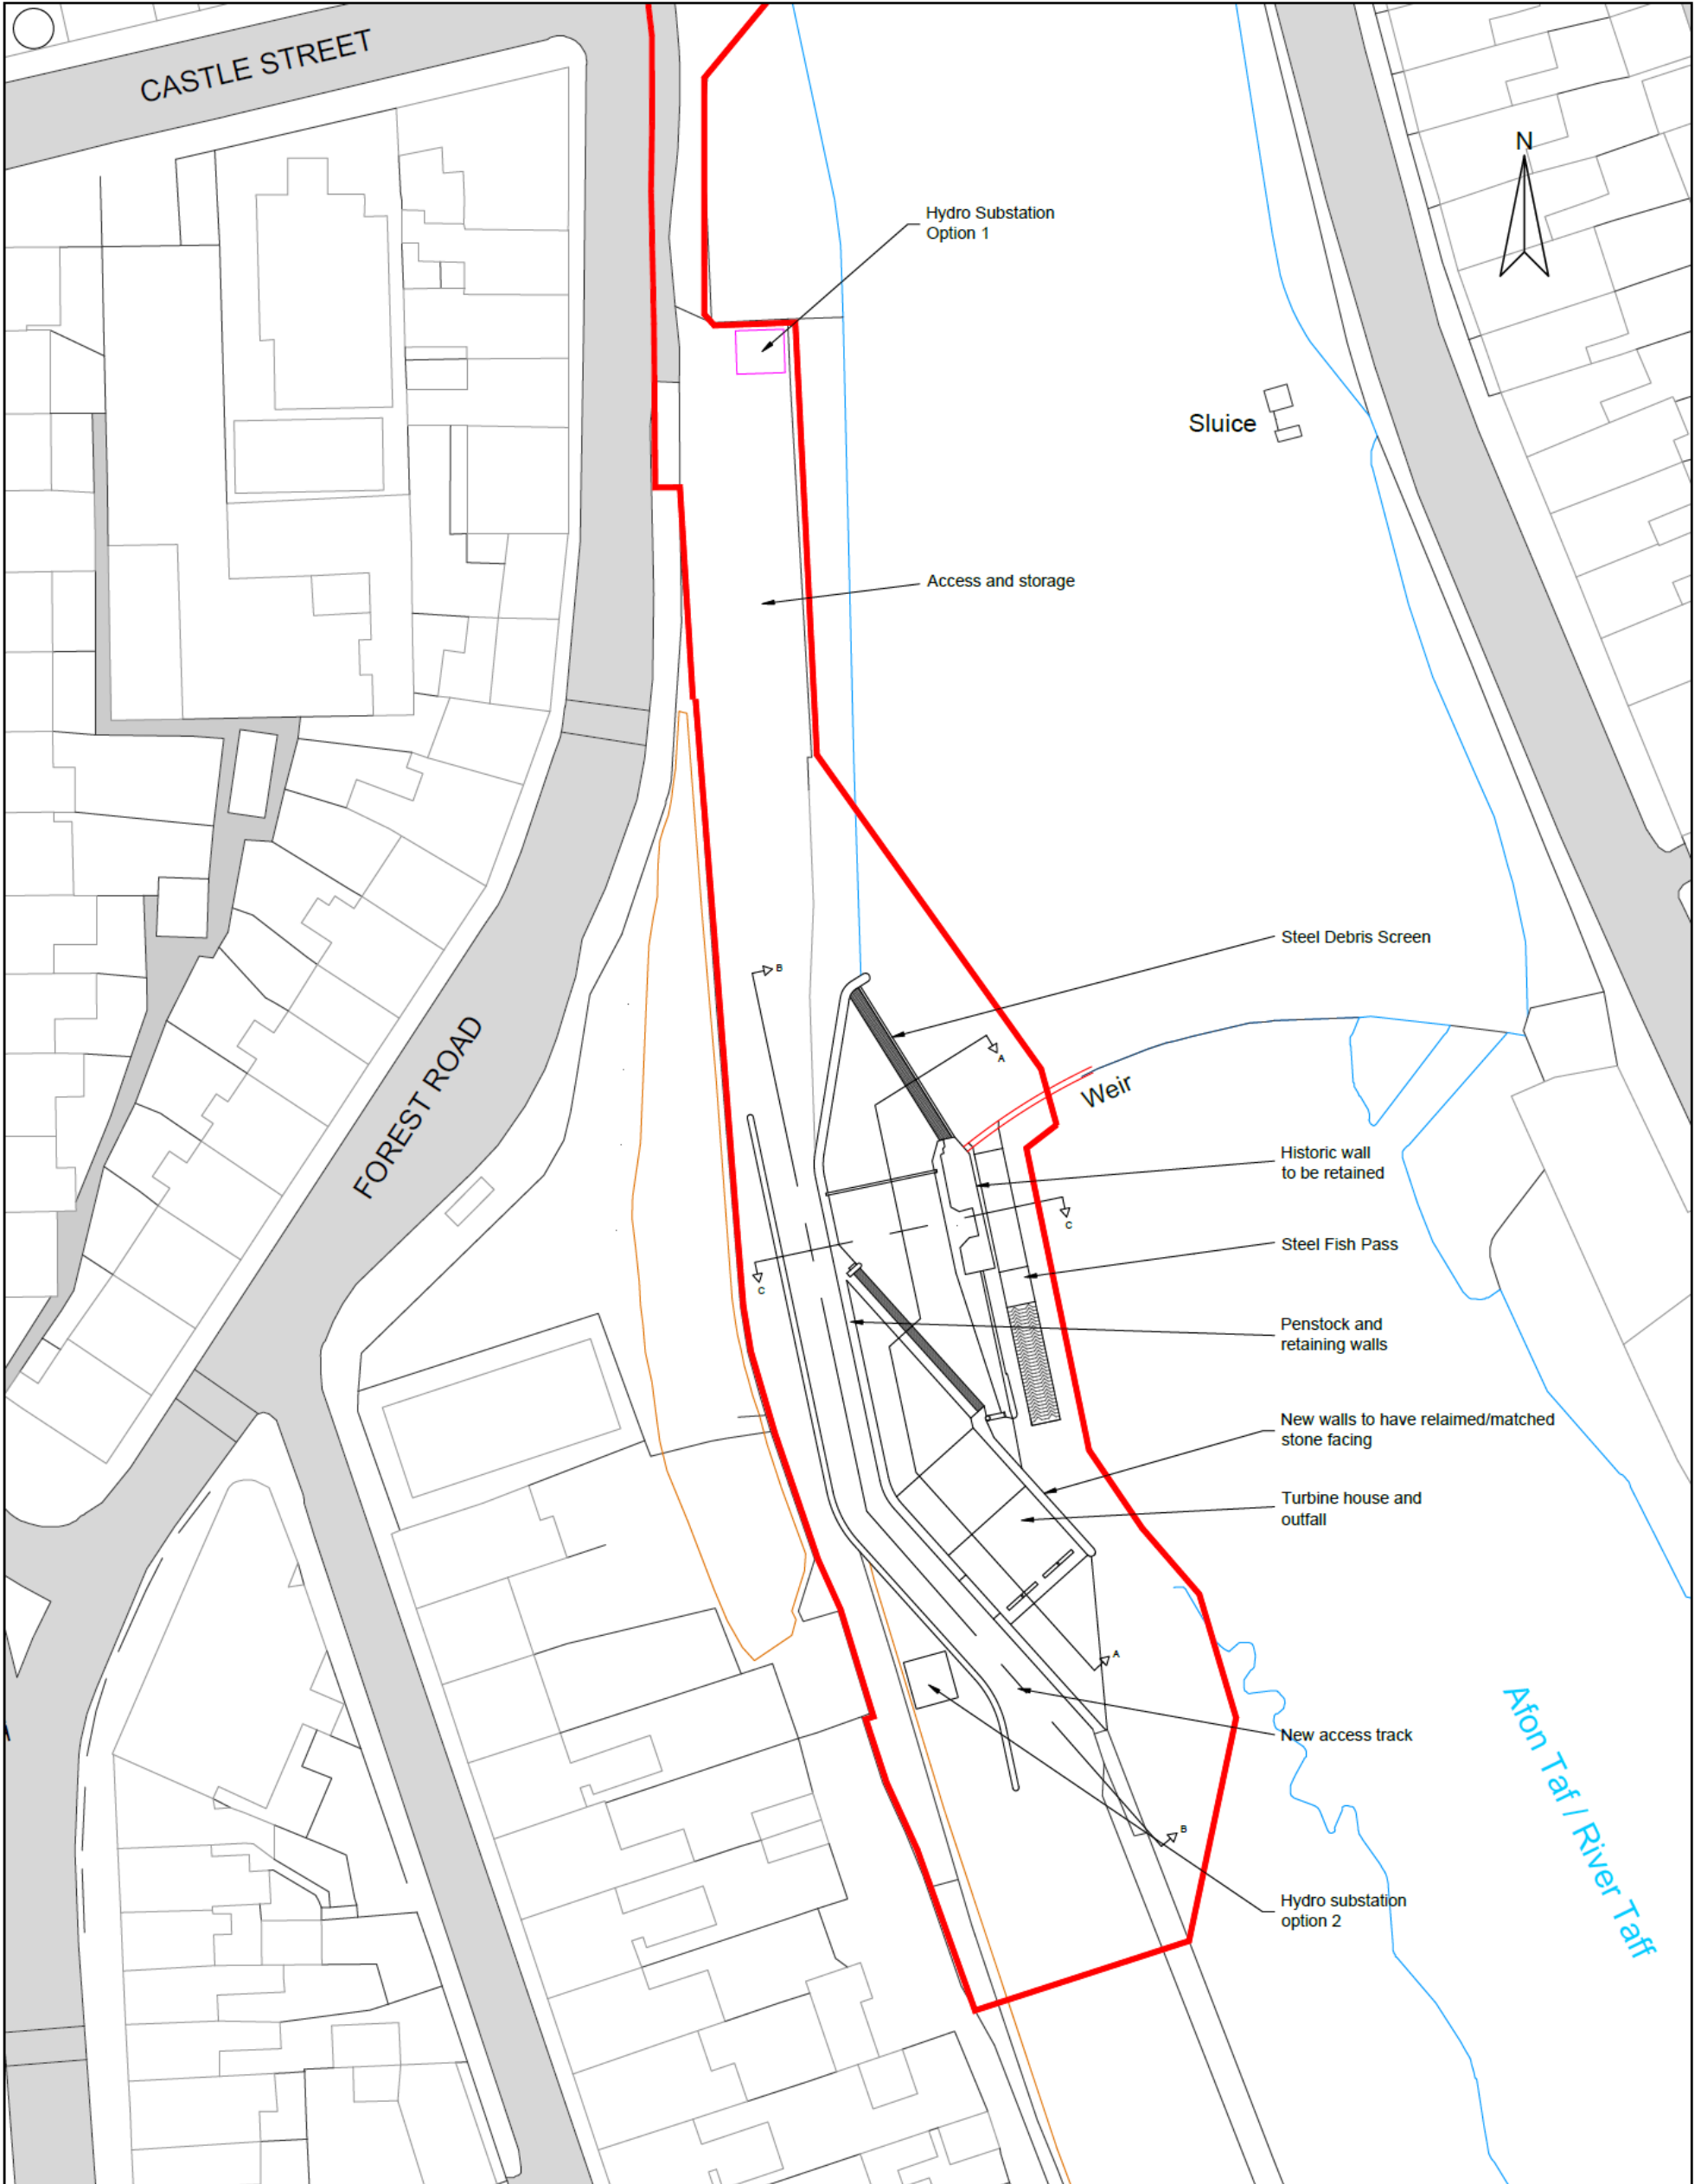 CASTLE STREET
N
Hydro Substation
Option 1
Sluice
Access and storage
Steel Debris Screen
B
A
Weir
FOREST ROAD
Historic wall
to be retained
C
Steel Fish Pass
C
Penstock and
retaining walls
New walls to have relaimed/matched
stone facing
Turbine house and
outfall
A
New access track
Afon Taf / River Taff
B
Hydro substation
option 2